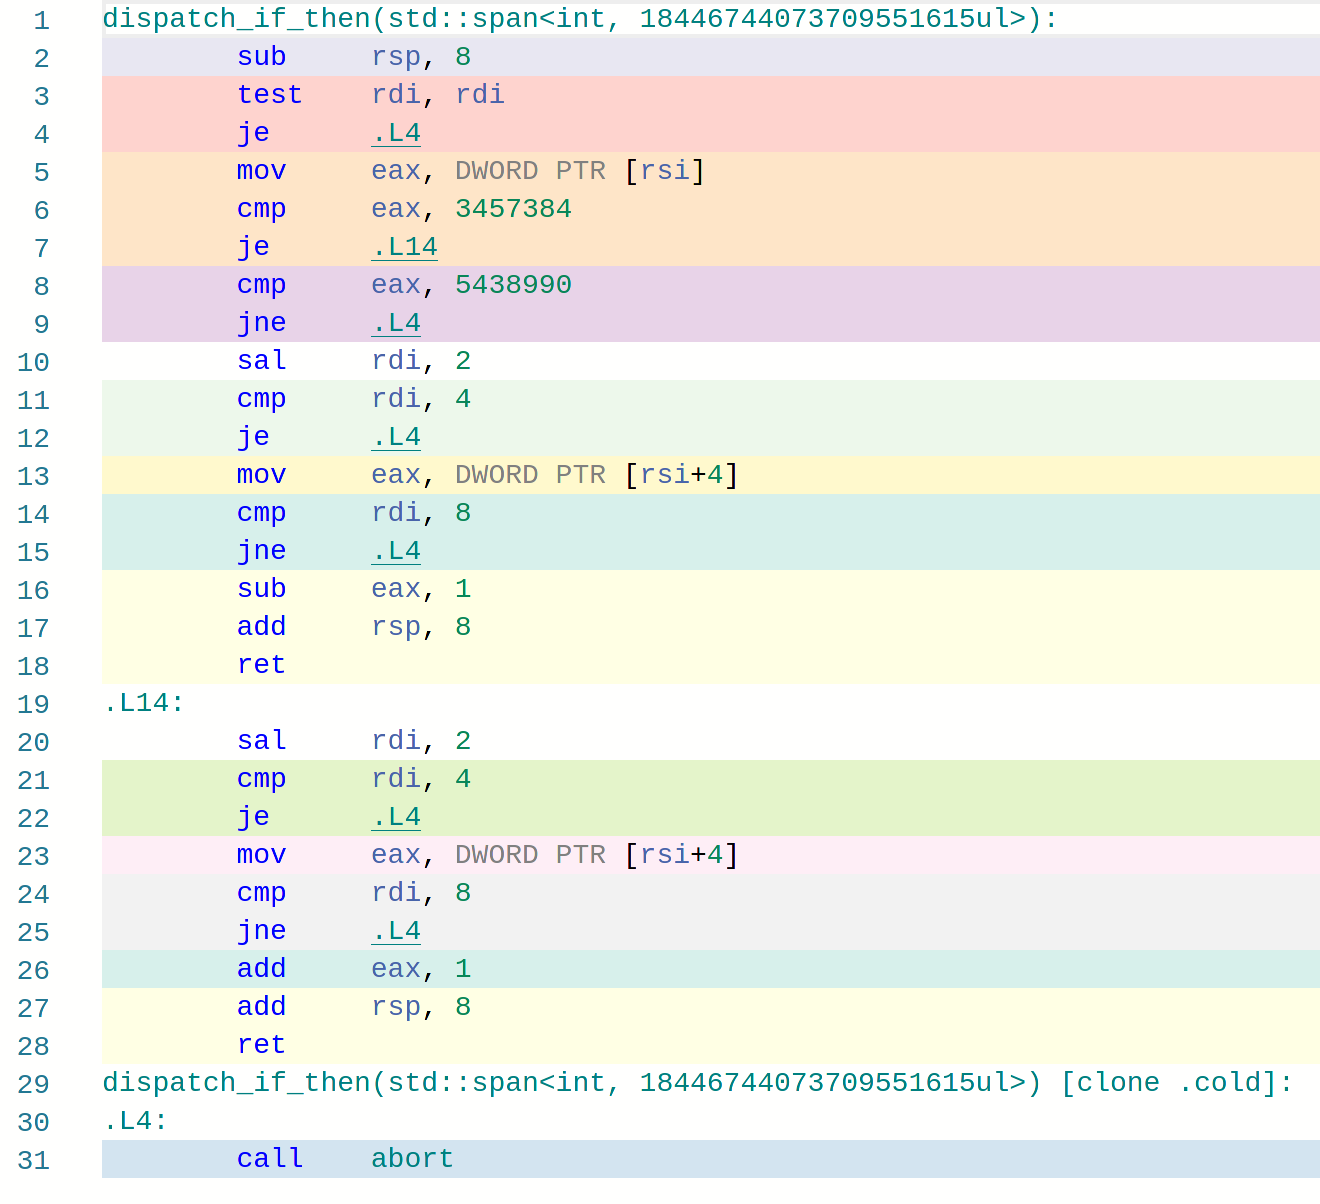 1 dispatch_if_then(std::span<int, 18446744073709551615ul>):
2 sub rsp, 8
3 test rdi, rdi
4 je .L4
5 mov eax, DWORD PTR [rsi]
6 cmp eax, 3457384
7 je .L14
8 cmp eax, 5438990
9 jne .L4
10 sal rdi, 2
11 cmp rdi, 4
12 je .L4
13 mov eax, DWORD PTR [rsi+4]
14 cmp rdi, 8
15 jne .L4
16 sub eax, 1
17 add rsp, 8
18 ret
19 .L14:
20 sal rdi, 2
21 cmp rdi, 4
22 je .L4
23 mov eax, DWORD PTR [rsi+4]
24 cmp rdi, 8
25 jne .L4
26 add eax, 1
27 add rsp, 8
28 ret
29 dispatch_if_then(std::span<int, 18446744073709551615ul>) [clone .cold]:
30 .L4:
31 call abort